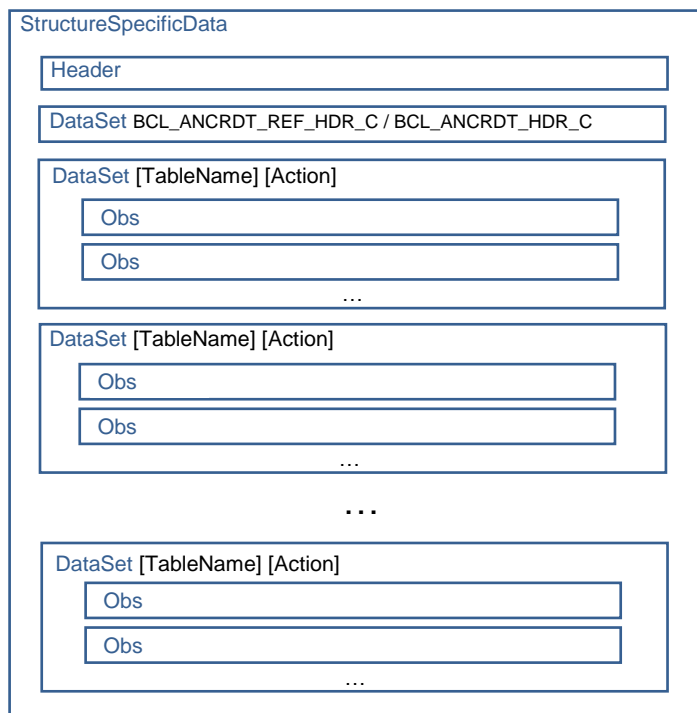 StructureSpecificData
Header
DataSet BCL_ANCRDT_REF_HDR_C / BCL_ANCRDT_HDR_C
DataSet [TableName] [Action]
Obs
Obs
...
DataSet [TableName] [Action]
Obs
Obs
...
...
DataSet [TableName] [Action]
Obs
Obs
...